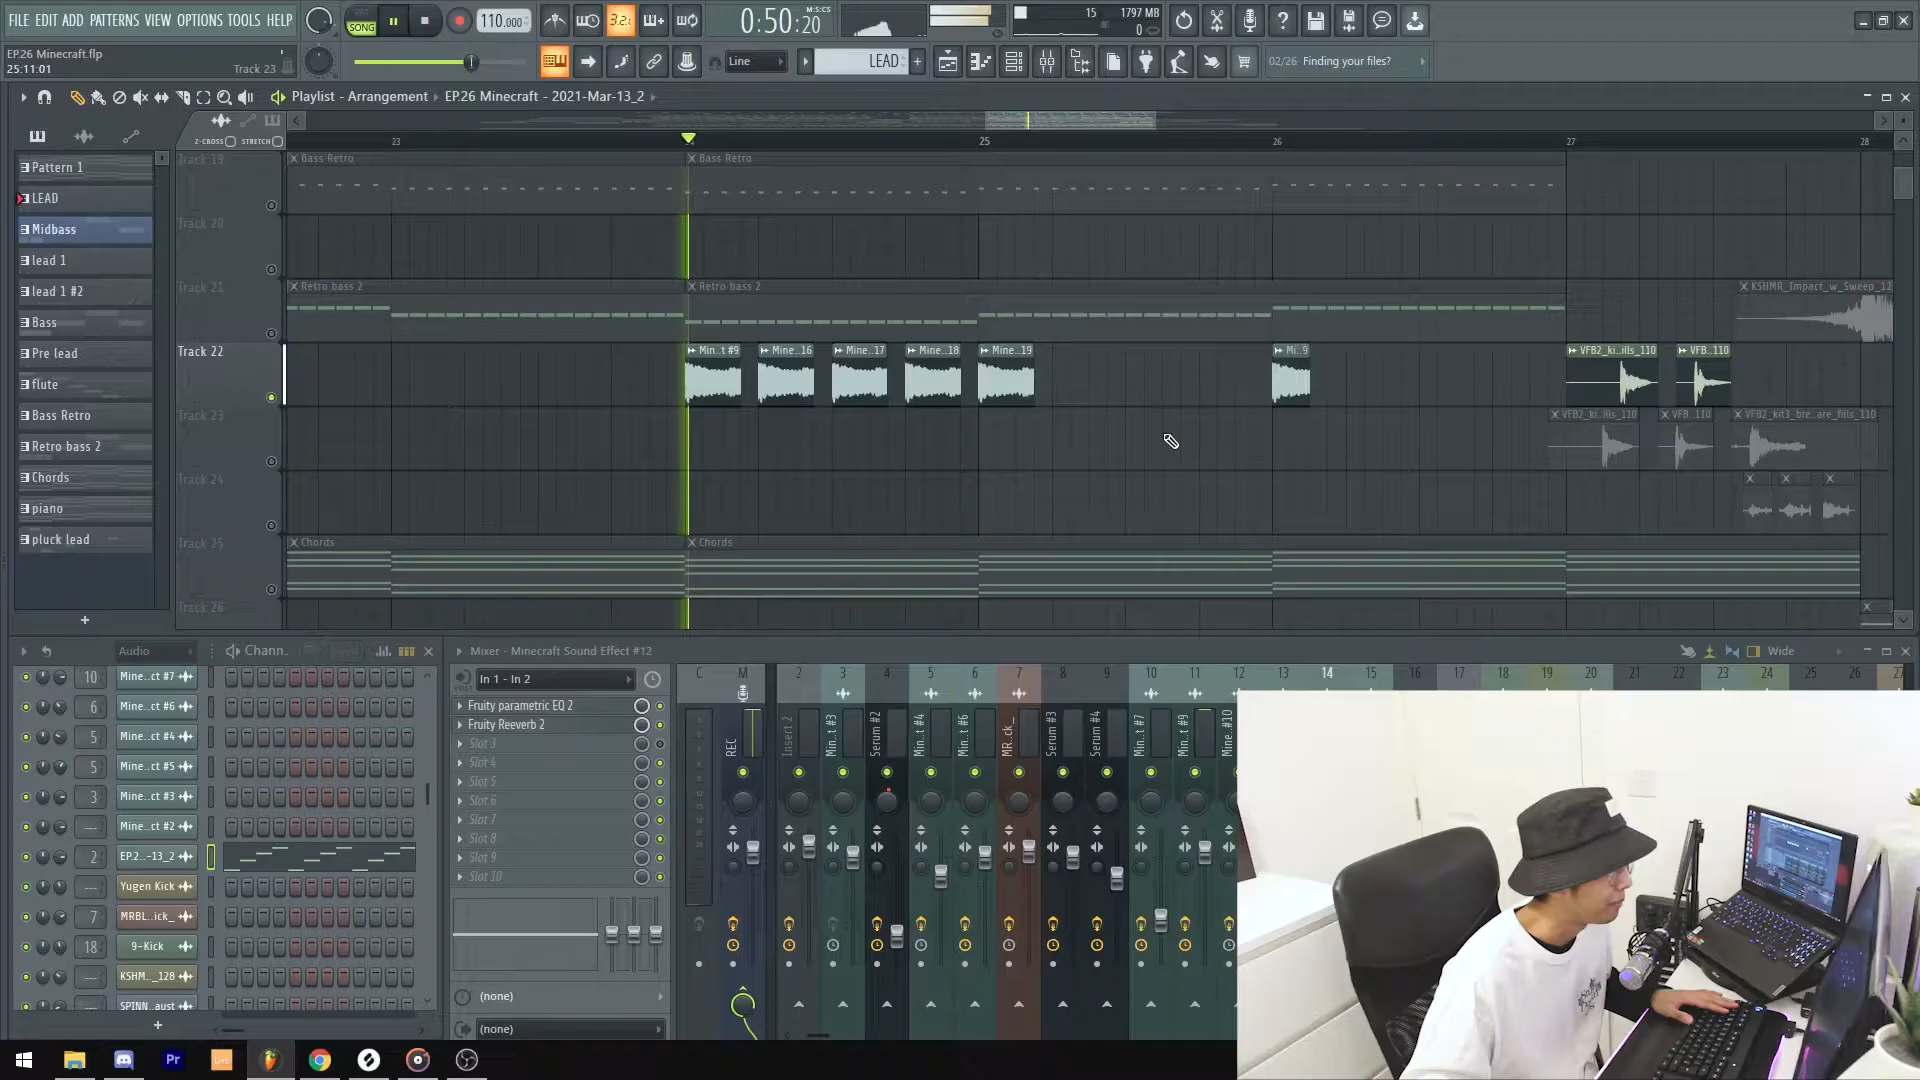 FILE EDIT ADD PATTERNS VIEW OPTIONS TOOLS HELP
SONG
110.000
3.2.
0:50:20
M:S:CS
15
1797 MB
0
EP.26 Minecraft.flp
25:11:01
Track 23
Line
LEAD
02/26 Finding your files?
Playlist - Arrangement ▸ EP.26 Minecraft - 2021-Mar-13_2
Z-CROSS STRETCH
23 25 26 27 28
Pattern 1
LEAD
Midbass
lead 1
lead 1 #2
Bass
Pre lead
flute
Bass Retro
Retro bass 2
Chords
piano
pluck lead
Track 19
Bass Retro
Bass Retro
Track 20
Track 21
Retro bass 2
Retro bass 2
KSHMR_Impact_w_Sweep_12
Track 22
Min..t #9
Mine..16
Mine..17
Mine..18
Mine..19
Mi..9
VFB2_ki..ills_110
VFB..110
Track 23
VFB2_ki..ills_110
VFB..110
VFB2_kit3_bre..are_fills_110
Track 24
Track 25
Chords
Chords
Track 26
Audio
Chann.
10 Mine..ct #7
6 Mine..ct #6
5 Mine..ct #4
5 Mine..ct #5
3 Mine..ct #3
--- Mine..ct #2
2 EP.2..-13_2
--- Yugen Kick
7 MRBL..ick_
18 9-Kick
--- KSHM.._128
SPINN..aust
Mixer - Minecraft Sound Effect #12
Wide
In 1 - In 2
Fruity parametric EQ 2
Fruity Reeverb 2
Slot 3
Slot 4
Slot 5
Slot 6
Slot 7
Slot 8
Slot 9
Slot 10
(none)
(none)
C M 2 3 4 5 6 7 8 9 10 11 12 13 14 15 16 17 18 19 20 21 22 23 24 25 26 27
REC
Insert 2
Min..t #3
Serum #2
Min..t #4
Min..t #6
MR..ck_
Serum #3
Serum #4
Min..t #7
Min..t #9
Mine..#10
Pr
Live